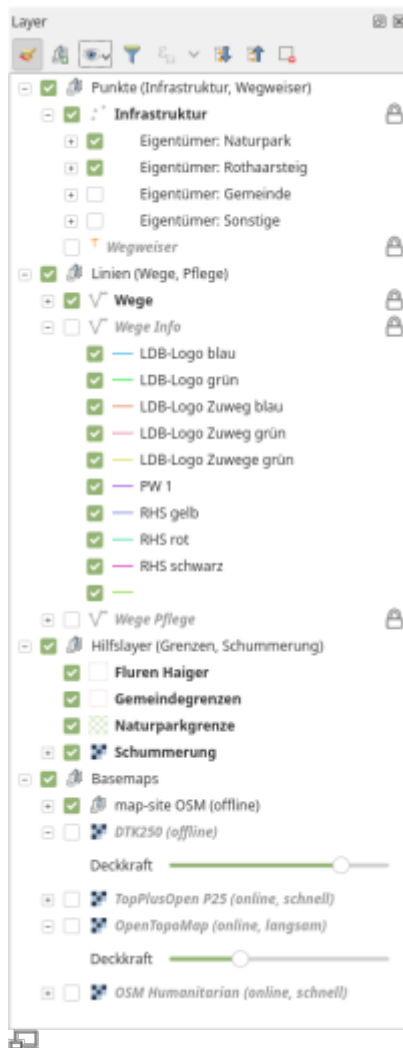 Layer
Punkte (Infrastruktur, Wegweiser)
Infrastruktur
Eigentümer: Naturpark
Eigentümer: Rothaarsteig
Eigentümer: Gemeinde
Eigentümer: Sonstige
Wegweiser
Linien (Wege, Pflege)
Wege
Wege Info
LDB-Logo blau
LDB-Logo grün
LDB-Logo Zuweg blau
LDB-Logo Zuweg grün
LDB-Logo Zuwege grün
PW 1
RHS gelb
RHS rot
RHS schwarz
Wege Pflege
Hilfslayer (Grenzen, Schummerung)
Fluren Haiger
Gemeindegrenzen
Naturparkgrenze
Schummerung
Basemaps
map-site OSM (offline)
DTK250 (offline)
Deckkraft
TopPlusOpen P25 (online, schnell)
OpenTopoMap (online, langsam)
Deckkraft
OSM Humanitarian (online, schnell)